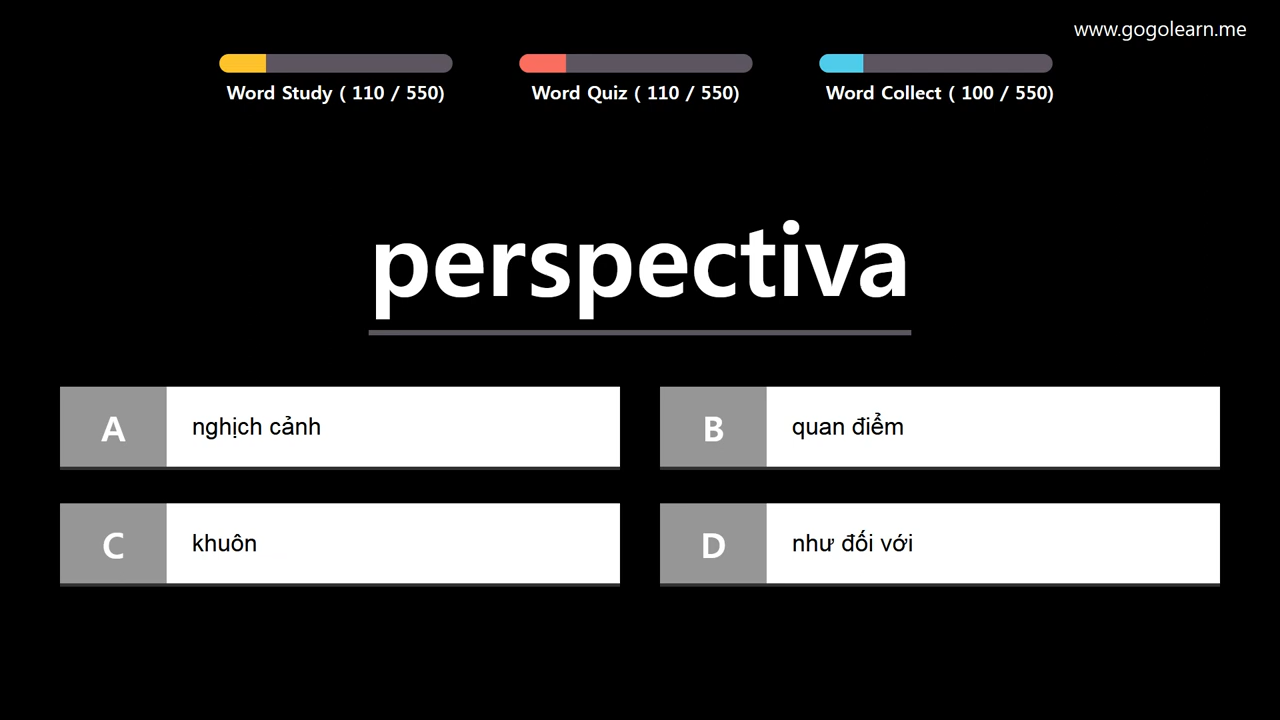 www.gogolearn.me
Word Study ( 110 / 550)
Word Quiz ( 110 / 550)
Word Collect ( 100 / 550)
perspectiva
A nghịch cảnh
B quan điểm
C khuôn
D như đối với